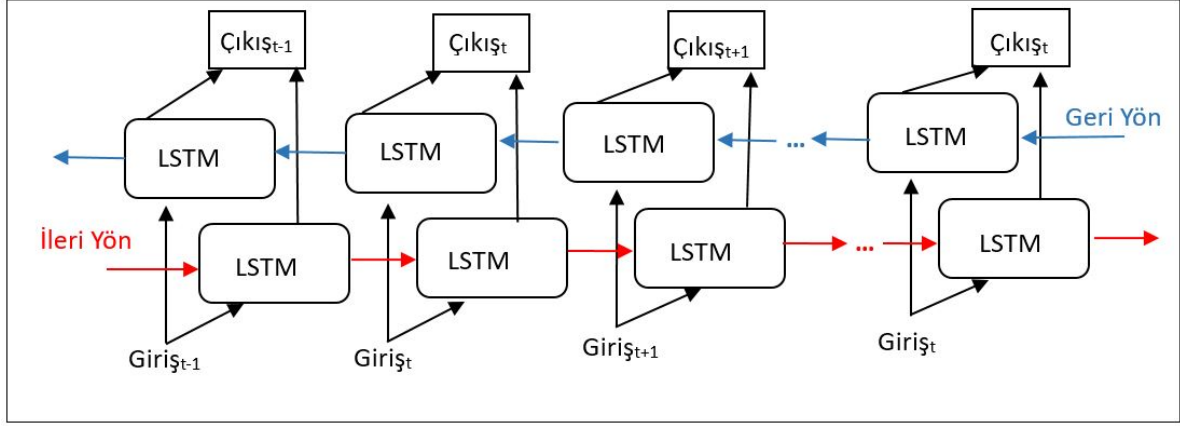 Çıkışt-1 Çıkışt Çıkışt+1 Çıkışt
LSTM LSTM LSTM ... LSTM Geri Yön
İleri Yön LSTM LSTM LSTM ... LSTM
Girişt-1 Girişt Girişt+1 Girişt